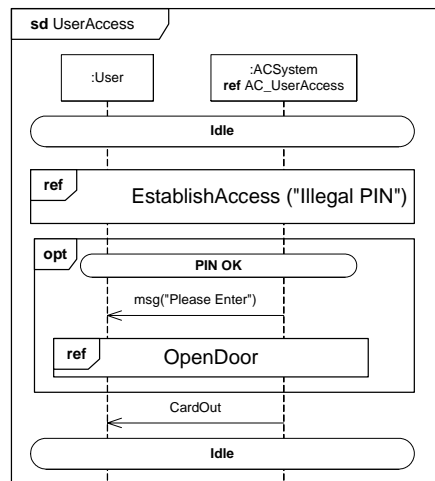 sd UserAccess
:User
:ACSystem
ref AC_UserAccess
Idle
ref
EstablishAccess ("Illegal PIN")
opt
PIN OK
msg("Please Enter")
ref
OpenDoor
CardOut
Idle